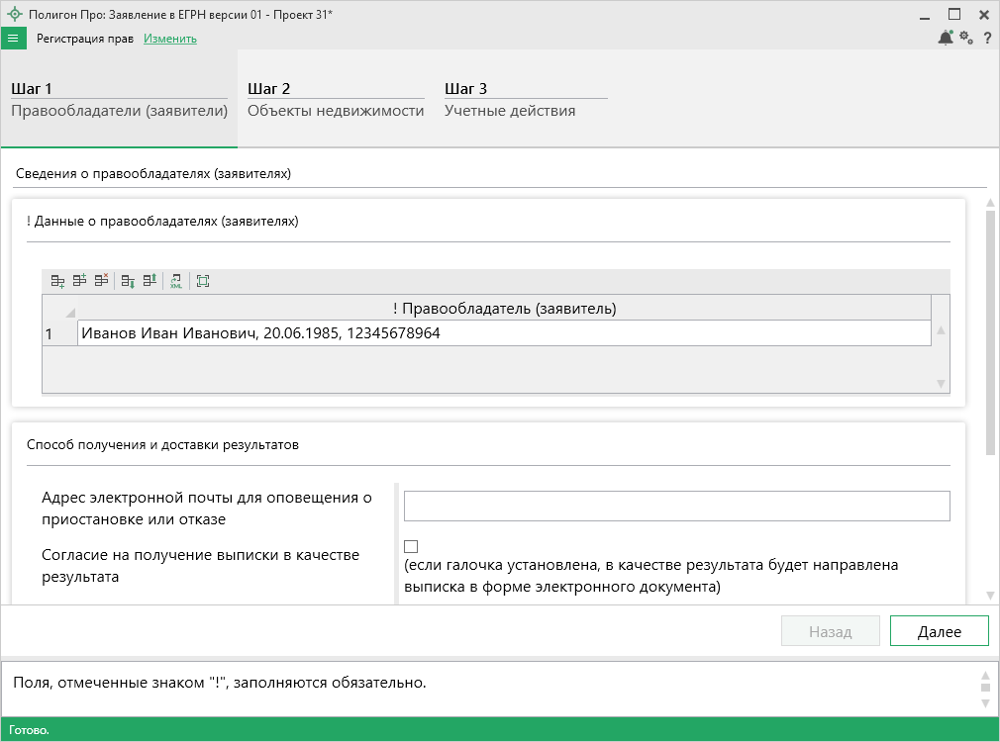 Полигон Про: Заявление в ЕГРН версии 01 - Проект 31*
Регистрация прав Изменить
?
Шаг 1 Шаг 2 Шаг 3
Правообладатели (заявители) Объекты недвижимости Учетные действия
Сведения о правообладателях (заявителях)
! Данные о правообладателях (заявителях)
XML
! Правообладатель (заявитель)
1 Иванов Иван Иванович, 20.06.1985, 12345678964
Способ получения и доставки результатов
Адрес электронной почты для оповещения о
приостановке или отказе
Согласие на получение выписки в качестве
результата
(если галочка установлена, в качестве результата будет направлена
выписка в форме электронного документа)
Назад Далее
Поля, отмеченные знаком "!", заполняются обязательно.
Готово.